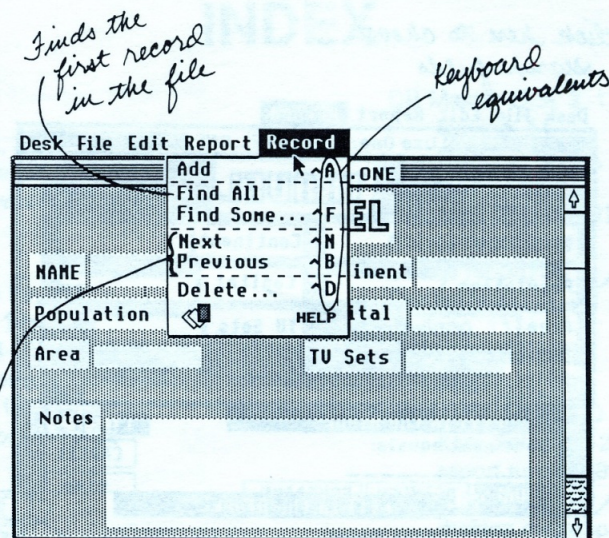 Finds the
first record
in the file
Keyboard
equivalents
Desk File Edit Report Record
Add ^A .ONE
Find All
Find Some... ^F EL
Next ^N
Previous ^B
NAME inent
Delete... ^D
Population HELP ital
Area TV Sets
Notes